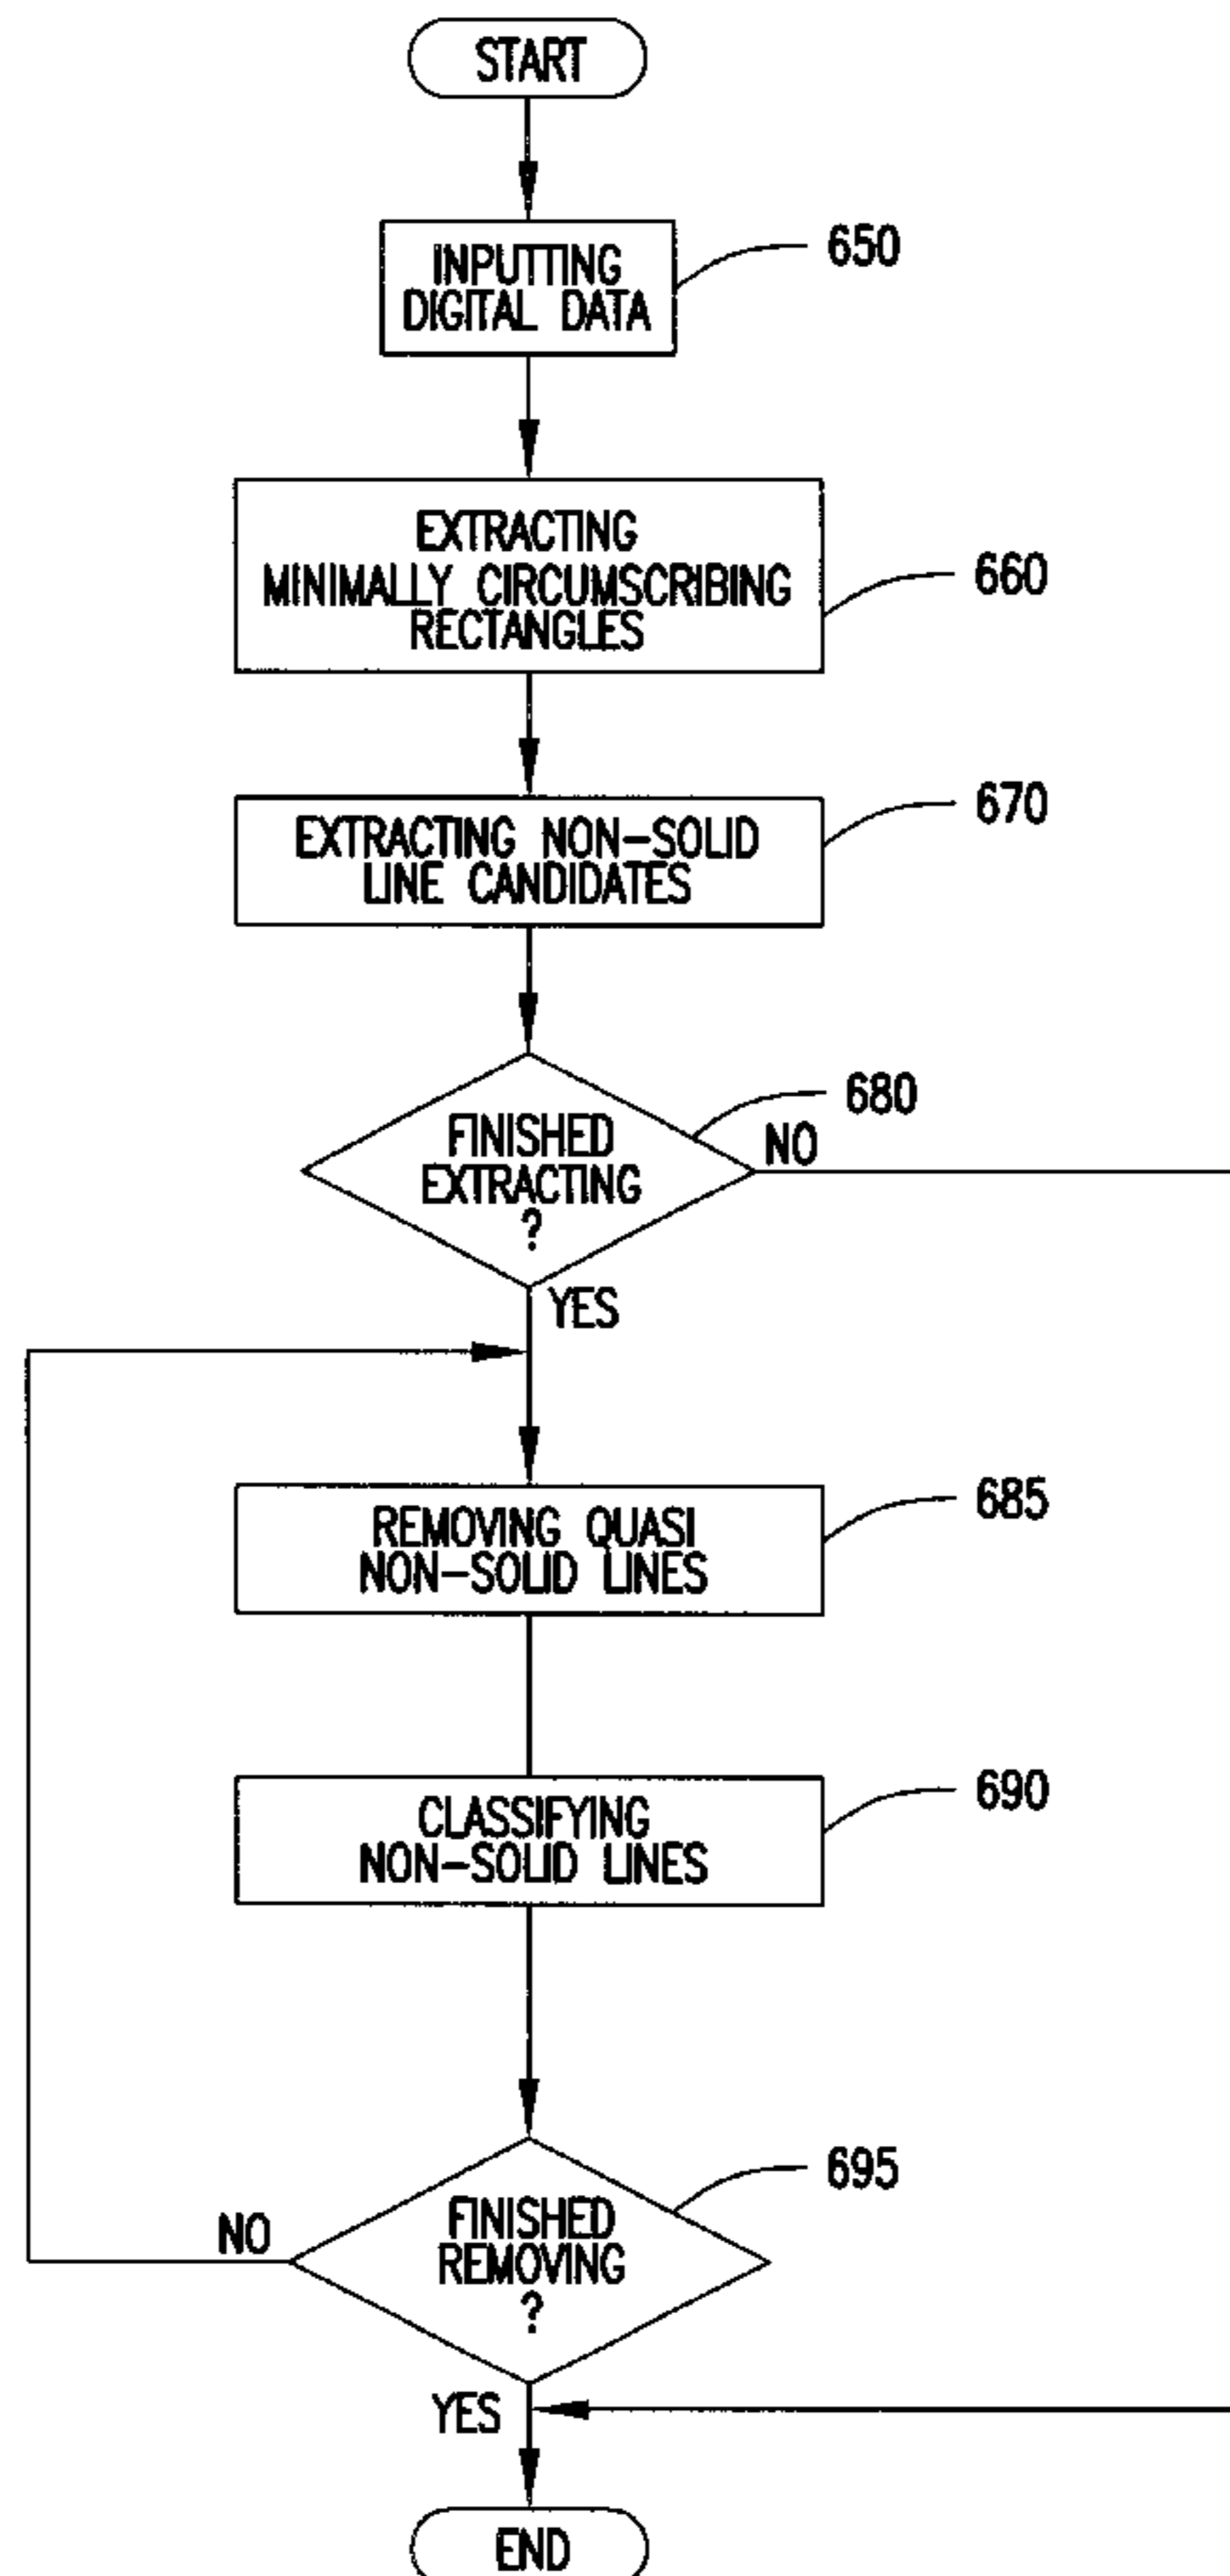 START
INPUTTING
DIGITAL DATA
650
EXTRACTING
MINIMALLY CIRCUMSCRIBING
RECTANGLES
660
EXTRACTING NON-SOLID
LINE CANDIDATES
670
FINISHED
EXTRACTING
?
680
NO
YES
REMOVING QUASI
NON-SOLID LINES
685
CLASSIFYING
NON-SOLID LINES
690
FINISHED
REMOVING
?
695
NO
YES
END